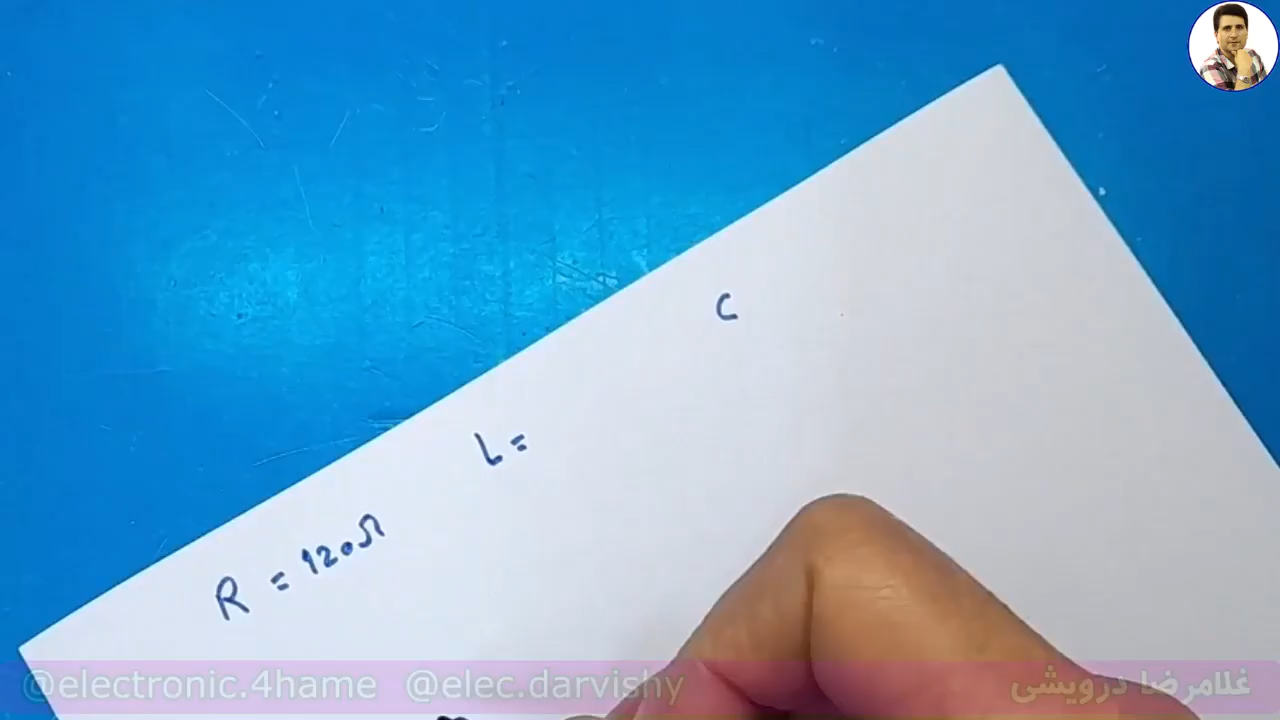 C
L =
R = 120Ω
@electronic.4hame @elec.darvishy غلامرضا درویشی